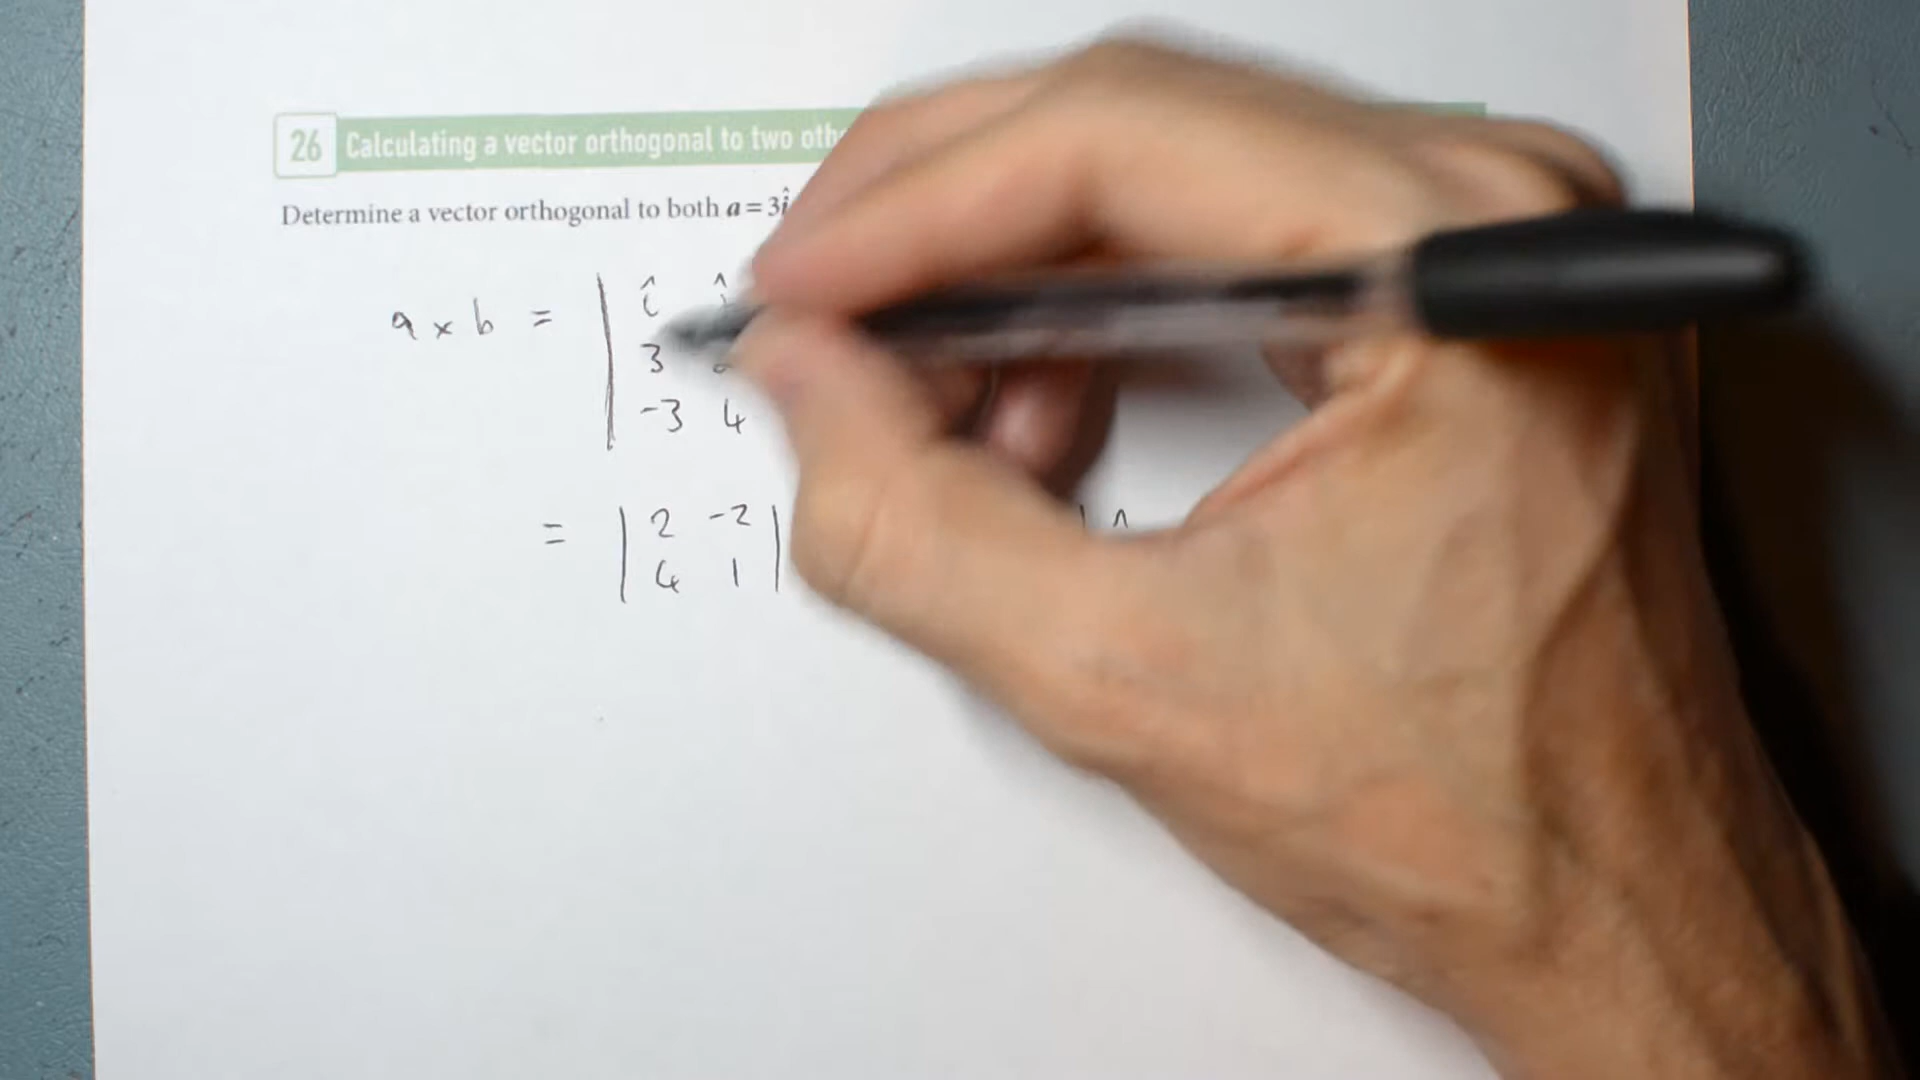 26 Calculating a vector orthogonal to two
Determine a vector orthogonal to both a = 3î
a × b = | î
3
-3 4
= | 2 -2 |
4 1